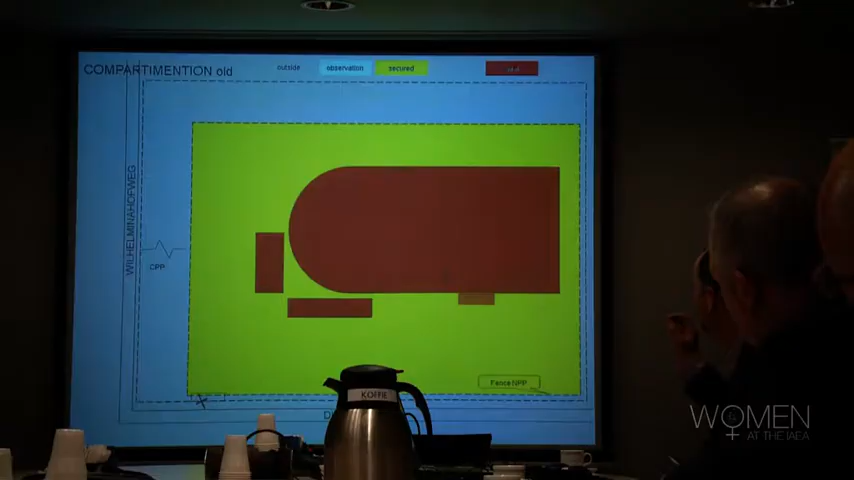 COMPARTIMENTION old
outside
observation
secured
WILHELMINAHOFWEG
CPP
Fence NPP
KOFFIE
WOMEN
AT THE IAEA